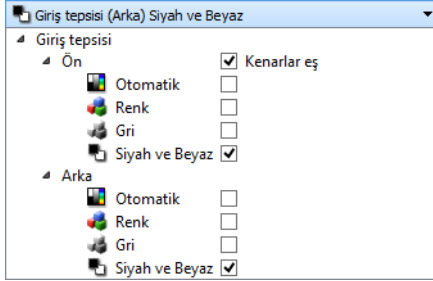 Giriş tepsisi (Arka) Siyah ve Beyaz
Giriş tepsisi
Ön Kenarlar eş
Otomatik
Renk
Gri
Siyah ve Beyaz
Arka
Otomatik
Renk
Gri
Siyah ve Beyaz